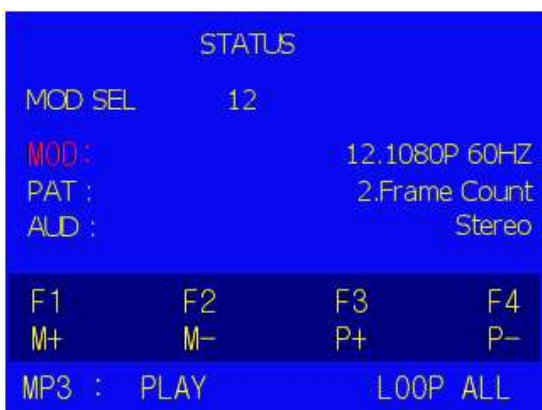 STATUS
MOD SEL 12
MOD: 12.1080P 60HZ
PAT : 2.Frame Count
AUD : Stereo
F1 F2 F3 F4
M+ M- P+ P-
MP3 : PLAY LOOP ALL